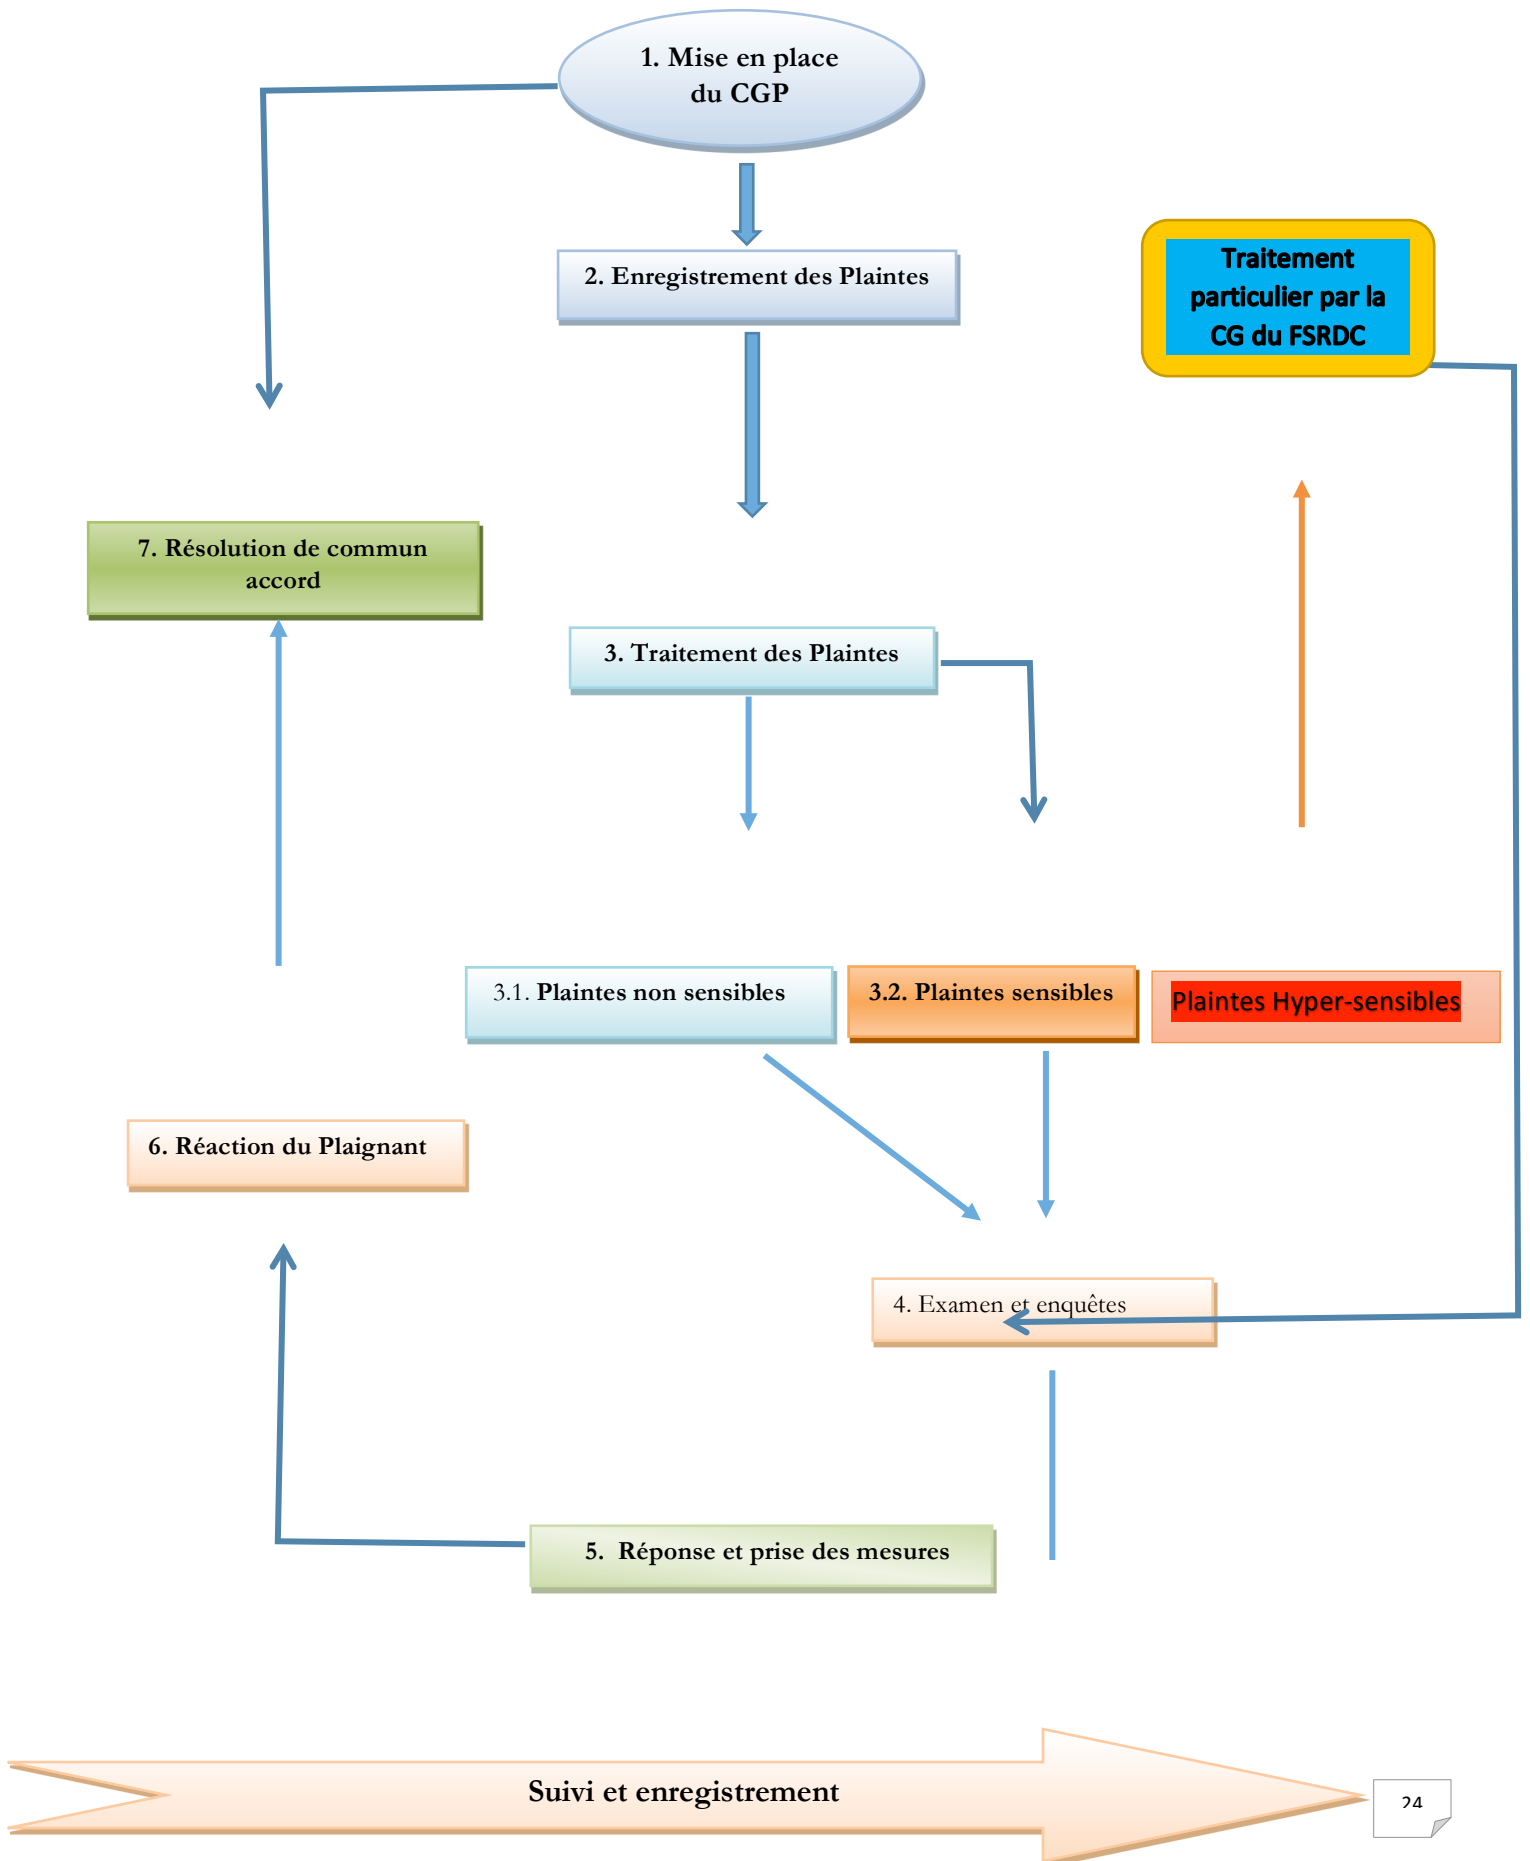 1. Mise en place
du CGP
2. Enregistrement des Plaintes
Traitement
particulier par la
CG du FSRDC
7. Résolution de commun
accord
3. Traitement des Plaintes
3.1. Plaintes non sensibles
3.2. Plaintes sensibles
Plaintes Hyper-sensibles
6. Réaction du Plaignant
4. Examen et enquêtes
5. Réponse et prise des mesures
Suivi et enregistrement
24